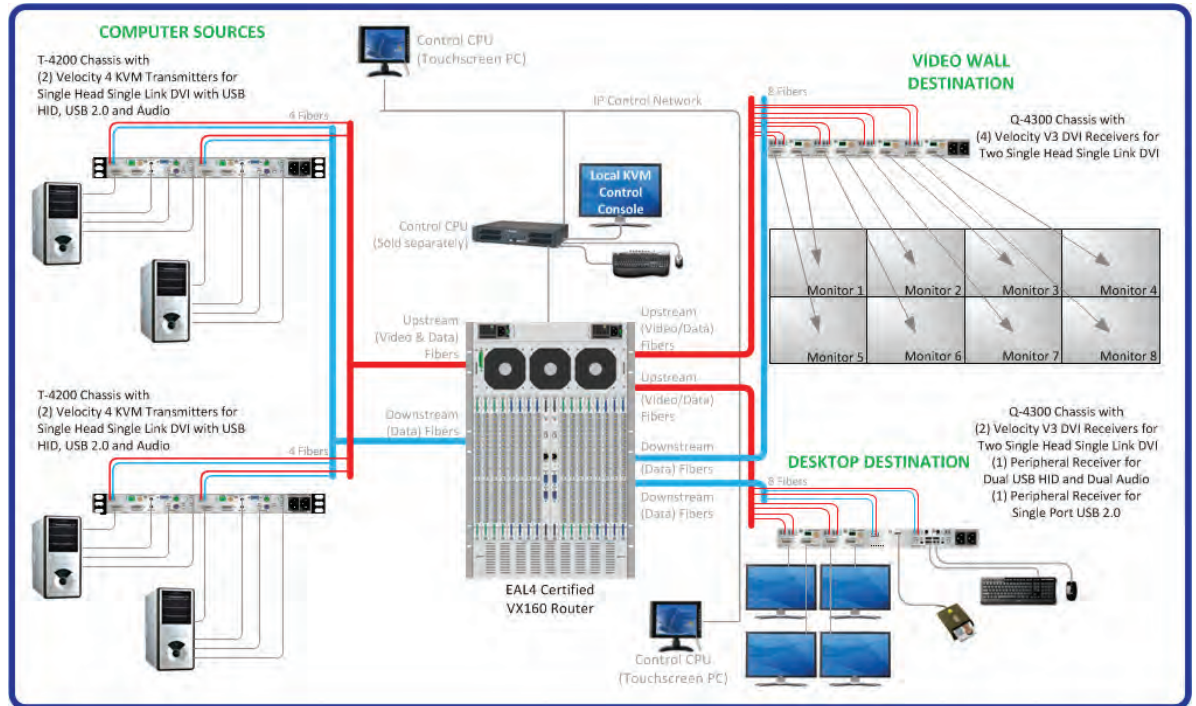 COMPUTER SOURCES
T-4200 Chassis with
(2) Velocity 4 KVM Transmitters for
Single Head Single Link DVI with USB
HID, USB 2.0 and Audio
4 Fibers
T-4200 Chassis with
(2) Velocity 4 KVM Transmitters for
Single Head Single Link DVI with USB
HID, USB 2.0 and Audio
4 Fibers
Control CPU
(Touchscreen PC)
IP Control Network
Local KVM
Control
Console
Control CPU
(Sold separately)
Upstream
(Video & Data)
Fibers
Downstream
(Data) Fibers
Upstream
(Video/Data)
Fibers
Upstream
(Video/Data)
Fibers
Downstream
(Data) Fibers
Downstream
(Data) Fibers
EAL4 Certified
VX160 Router
Control CPU
(Touchscreen PC)
VIDEO WALL
DESTINATION
8 Fibers
Q-4300 Chassis with
(4) Velocity V3 DVI Receivers for
Two Single Head Single Link DVI
Monitor 1
Monitor 2
Monitor 3
Monitor 4
Monitor 5
Monitor 6
Monitor 7
Monitor 8
DESKTOP DESTINATION
8 Fibers
Q-4300 Chassis with
(2) Velocity V3 DVI Receivers for
Two Single Head Single Link DVI
(1) Peripheral Receiver for
Dual USB HID and Dual Audio
(1) Peripheral Receiver for
Single Port USB 2.0